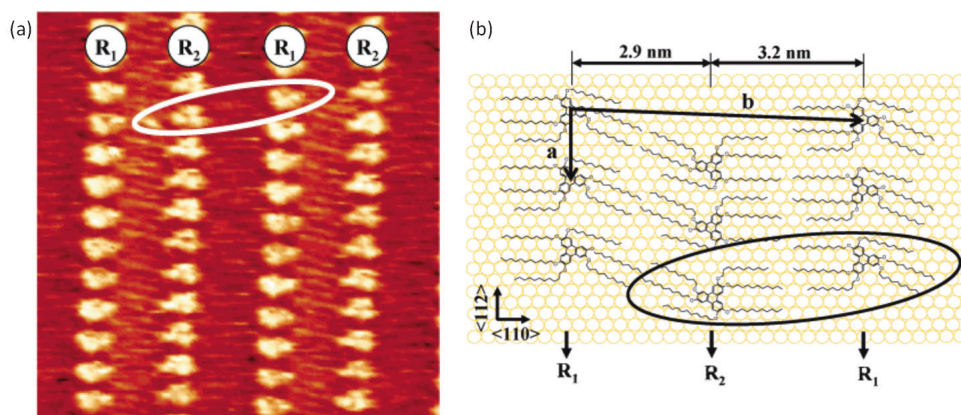 (a)
R₁
R₂
R₁
R₂
(b)
2.9 nm
3.2 nm
b
a
<112>
<110>
R₁
R₂
R₁